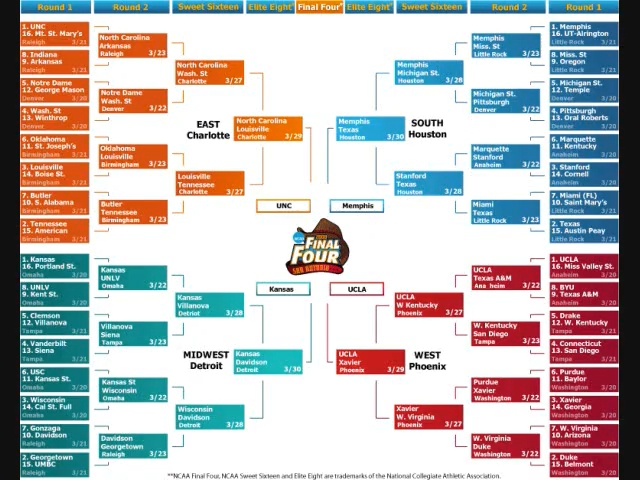 Round 1
Round 2
Sweet Sixteen
Elite Eight*
Final Four*
Elite Eight*
Sweet Sixteen
Round 2
Round 1
1. UNC
16. Mt. St. Mary's
Raleigh 3/21
8. Indiana
9. Arkansas
Raleigh 3/21
5. Notre Dame
12. George Mason
Denver 3/20
4. Wash. St
13. Winthrop
Denver 3/20
6. Oklahoma
11. St. Joseph's
Birmingham 3/21
3. Louisville
14. Boise St.
Birmingham 3/21
7. Butler
10. S. Alabama
Birmingham 3/21
2. Tennessee
15. American
Birmingham 3/21
North Carolina
Arkansas
Raleigh 3/23
Notre Dame
Wash. St
Denver 3/22
Oklahoma
Louisville
Birmingham 3/23
Butler
Tennessee
Birmingham 3/23
North Carolina
Wash. St
Charlotte 3/27
Louisville
Tennessee
Charlotte 3/27
EAST
Charlotte
North Carolina
Louisville
Charlotte 3/29
UNC
Memphis
Memphis
Texas
Houston 3/30
SOUTH
Houston
Memphis
Michigan St.
Houston 3/28
Stanford
Texas
Houston 3/28
Memphis
Miss. St
Little Rock 3/23
Michigan St.
Pittsburgh
Denver 3/22
Marquette
Stanford
Anaheim 3/22
Miami
Texas
Little Rock 3/23
1. Memphis
16. UT-Alrington
Little Rock 3/21
8. Miss. St
9. Oregon
Little Rock 3/21
5. Michigan St.
12. Temple
Denver 3/20
4. Pittsburgh
13. Oral Roberts
Denver 3/20
6. Marquette
11. Kentucky
Anaheim 3/20
3. Stanford
14. Cornell
Anaheim 3/20
7. Miami (FL)
10. Saint Mary's
Little Rock 3/21
2. Texas
15. Austin Peay
Little Rock 3/21
NCAA
FINAL
FOUR
SAN ANTONIO
1. Kansas
16. Portland St.
Omaha 3/20
8. UNLV
9. Kent St.
Omaha 3/20
5. Clemson
12. Villanova
Tampa 3/21
4. Vanderbilt
13. Siena
Tampa 3/21
6. USC
11. Kansas St.
Omaha 3/20
3. Wisconsin
14. Cal St. Full
Omaha 3/20
7. Gonzaga
10. Davidson
Raleigh 3/21
2. Georgetown
15. UMBC
Raleigh 3/21
Kansas
UNLV
Omaha 3/22
Villanova
Siena
Tampa 3/23
Kansas St
Wisconsin
Omaha 3/22
Davidson
Georgetown
Raleigh 3/23
Kansas
Villanova
Detriot 3/28
Wisconsin
Davidson
Detroit 3/28
MIDWEST
Detroit
Kansas
Davidson
Detroit 3/30
Kansas
UCLA
UCLA
Xavier
Phoenix 3/29
WEST
Phoenix
UCLA
W Kentucky
Phoenix 3/27
Xavier
W. Virginia
Phoenix 3/27
UCLA
Texas A&M
Ana heim 3/22
W. Kentucky
San Diego
Tampa 3/23
Purdue
Xavier
Washington 3/22
W. Virginia
Duke
Washington 3/22
1. UCLA
16. Miss Valley St.
Anaheim 3/20
8. BYU
9. Texas A&M
Anaheim 3/20
5. Drake
12. W. Kentucky
Tampa 3/21
4. Connecticut
13. San Diego
Tampa 3/21
6. Purdue
11. Baylor
Washington 3/20
3. Xavier
14. Georgia
Washington 3/20
7. W. Virginia
10. Arizona
Washington 3/20
2. Duke
15. Belmont
Washington 3/20
**NCAA Final Four, NCAA Sweet Sixteen and Elite Eight are trademarks of the National Collegiate Athletic Association.